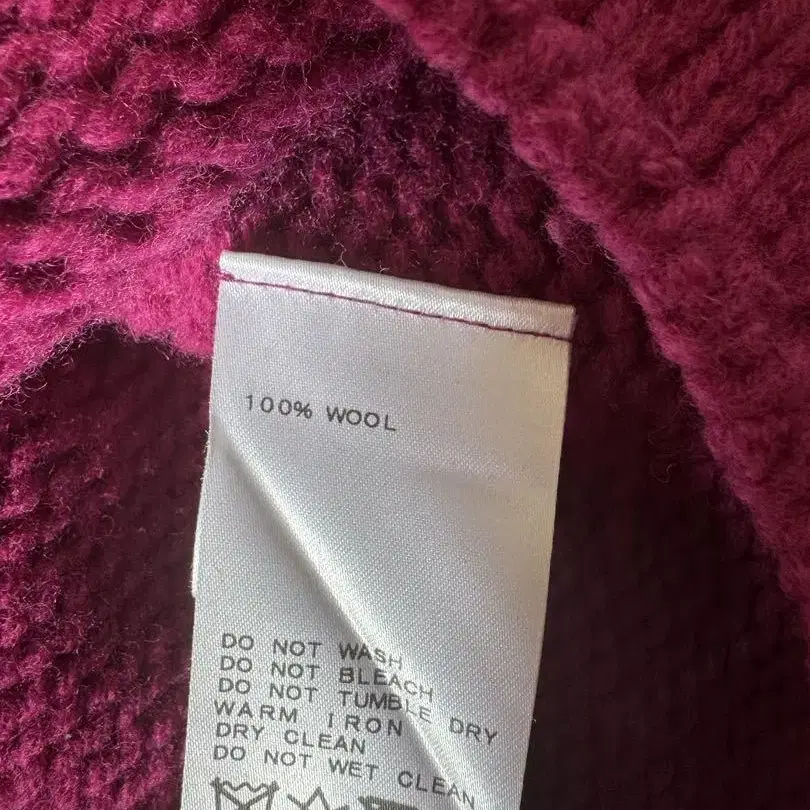 100% WOOL
DO NOT WASH
DO NOT BLEACH
DO NOT TUMBLE DRY
WARM IRON
DRY CLEAN
DO NOT WET CLEAN